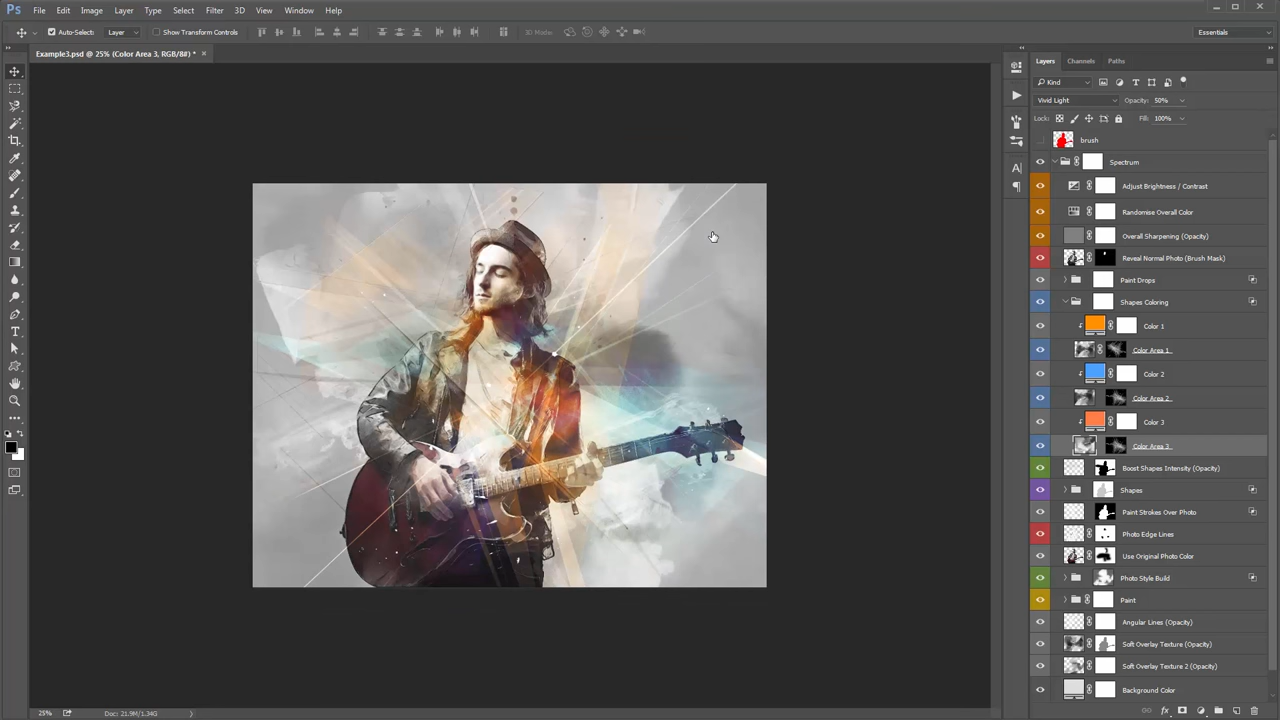 Ps File Edit Image Layer Type Select Filter 3D View Window Help
Auto-Select: Layer Show Transform Controls 3D Mode: Essentials
Example3.psd @ 25% (Color Area 3, RGB/8#) * ×
Layers Channels Paths
Kind
Vivid Light Opacity: 50%
Lock: Fill: 100%
brush
Spectrum
Adjust Brightness / Contrast
Randomise Overall Color
Overall Sharpening (Opacity)
Reveal Normal Photo (Brush Mask)
Paint Drops
Shapes Coloring
Color 1
Color Area 1
Color 2
Color Area 2
Color 3
Color Area 3
Boost Shapes Intensity (Opacity)
Shapes
Paint Strokes Over Photo
Photo Edge Lines
Use Original Photo Color
Photo Style Build
Paint
Angular Lines (Opacity)
Soft Overlay Texture (Opacity)
Soft Overlay Texture 2 (Opacity)
Background Color
25% Doc: 21.9M/1.34G